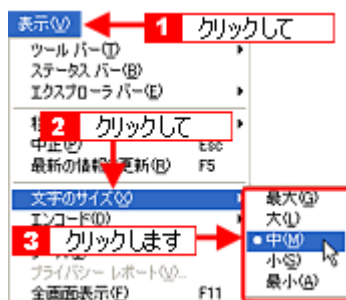 表示(V)
1 クリックして
ツール バー(T)
ステータス バー(B)
エクスプローラ バー(E)
2 クリックして
中止(P) Esc
最新の情報 更新(R) F5
文字のサイズ(X)
エンコード(D)
3 クリックします
プライバシー レポート(V)...
全画面表示(F) F11
最大(G)
大(L)
中(M)
小(S)
最小(A)